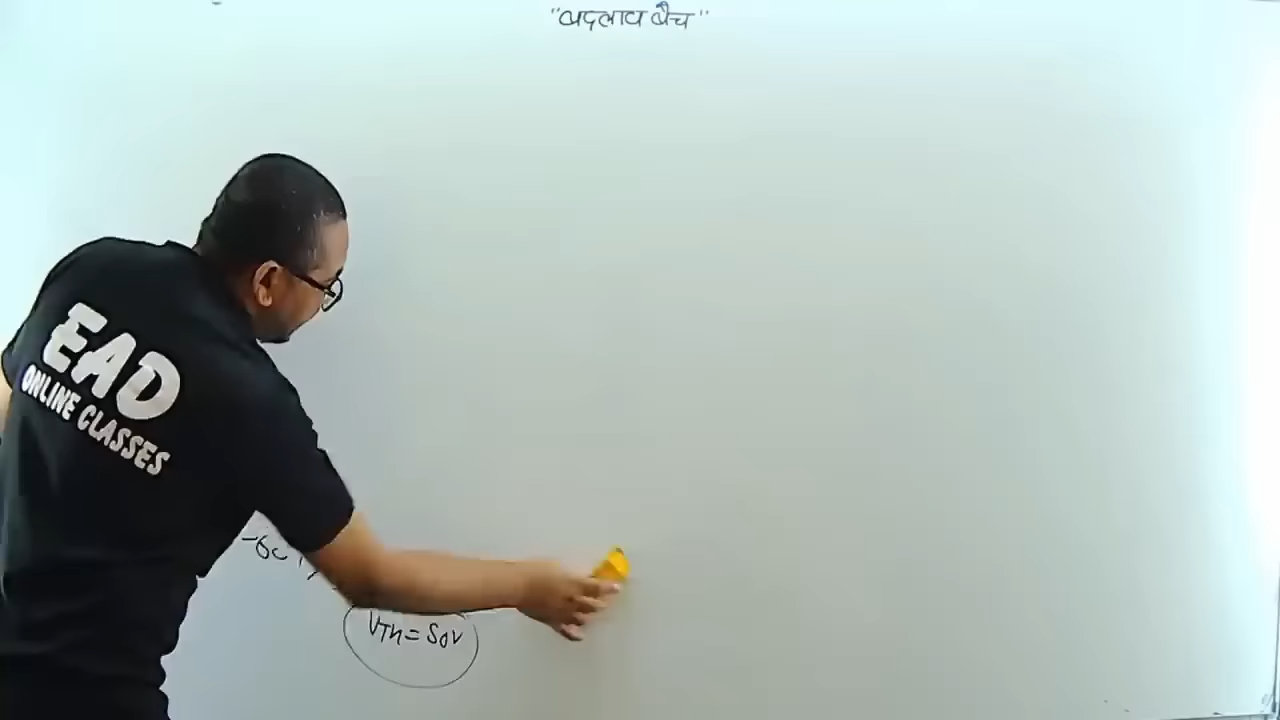 "बदलाव बैच"
EAD
ONLINE CLASSES
VTh = 50V